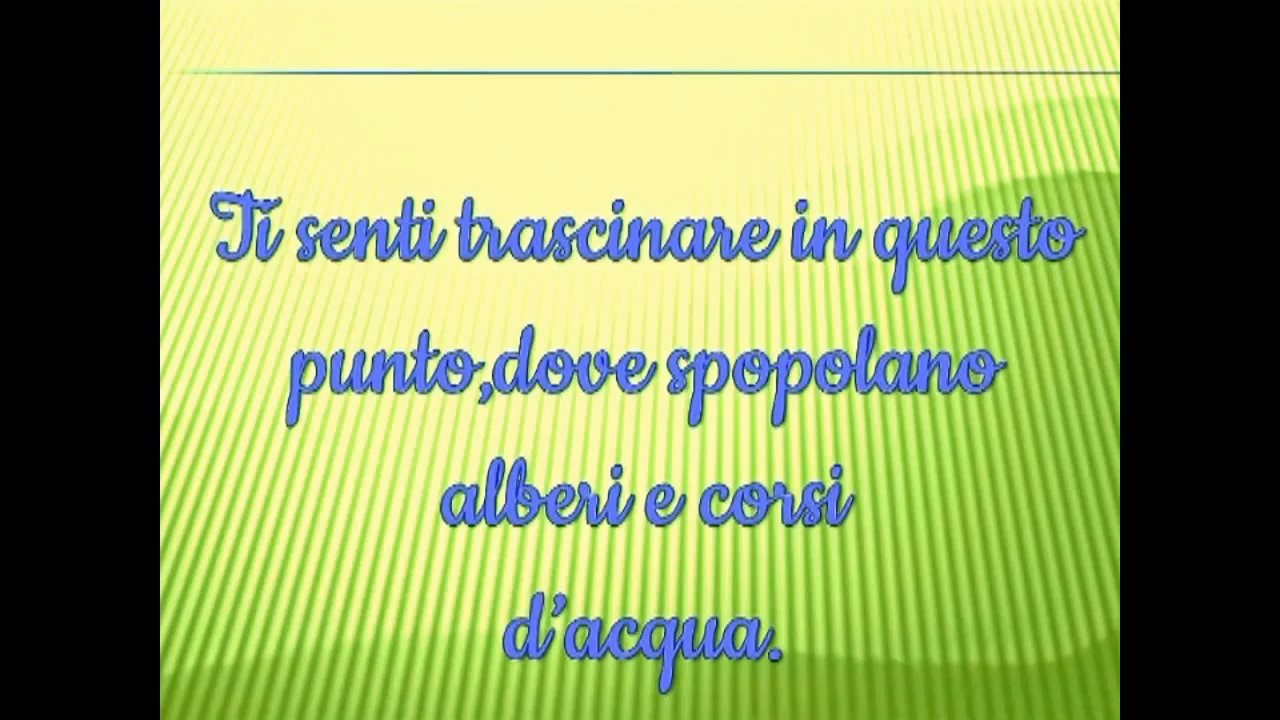 Ti senti trascinare in questo
punto,dove spopolano
alberi e corsi
d’acqua.